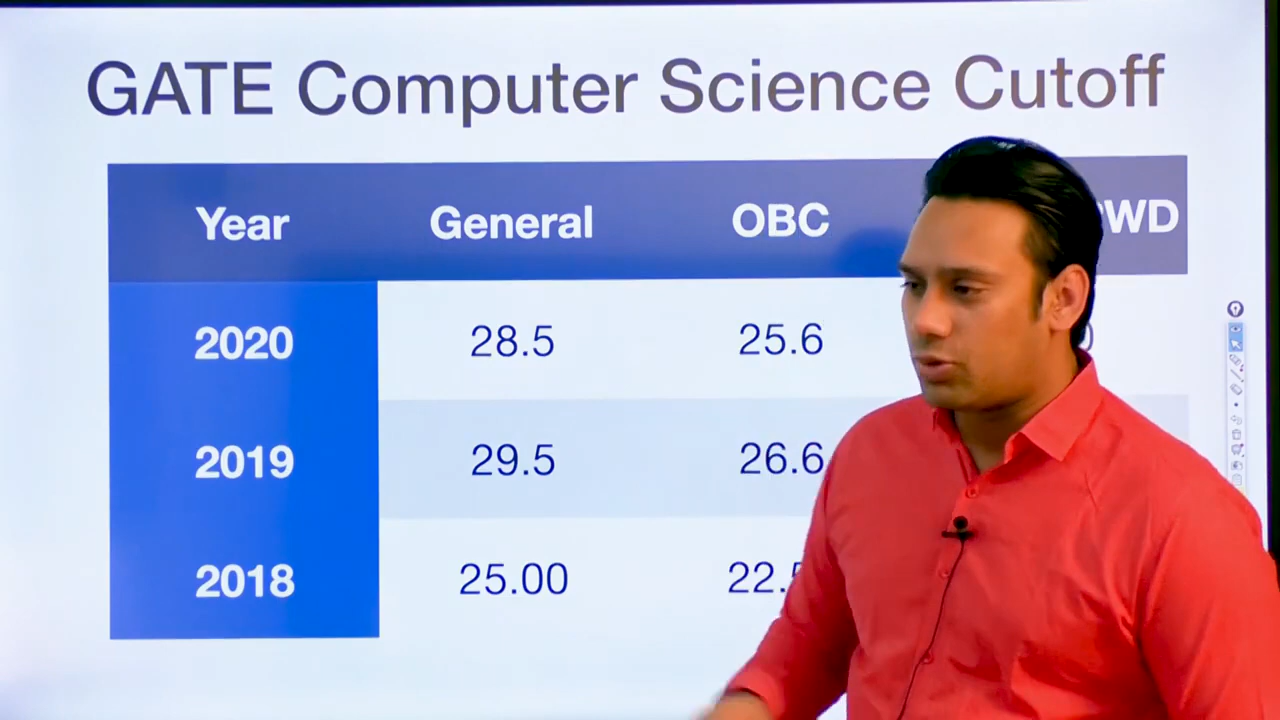 GATE Computer Science Cutoff
Year General OBC
2020 28.5 25.6
2019 29.5 26.6
2018 25.00